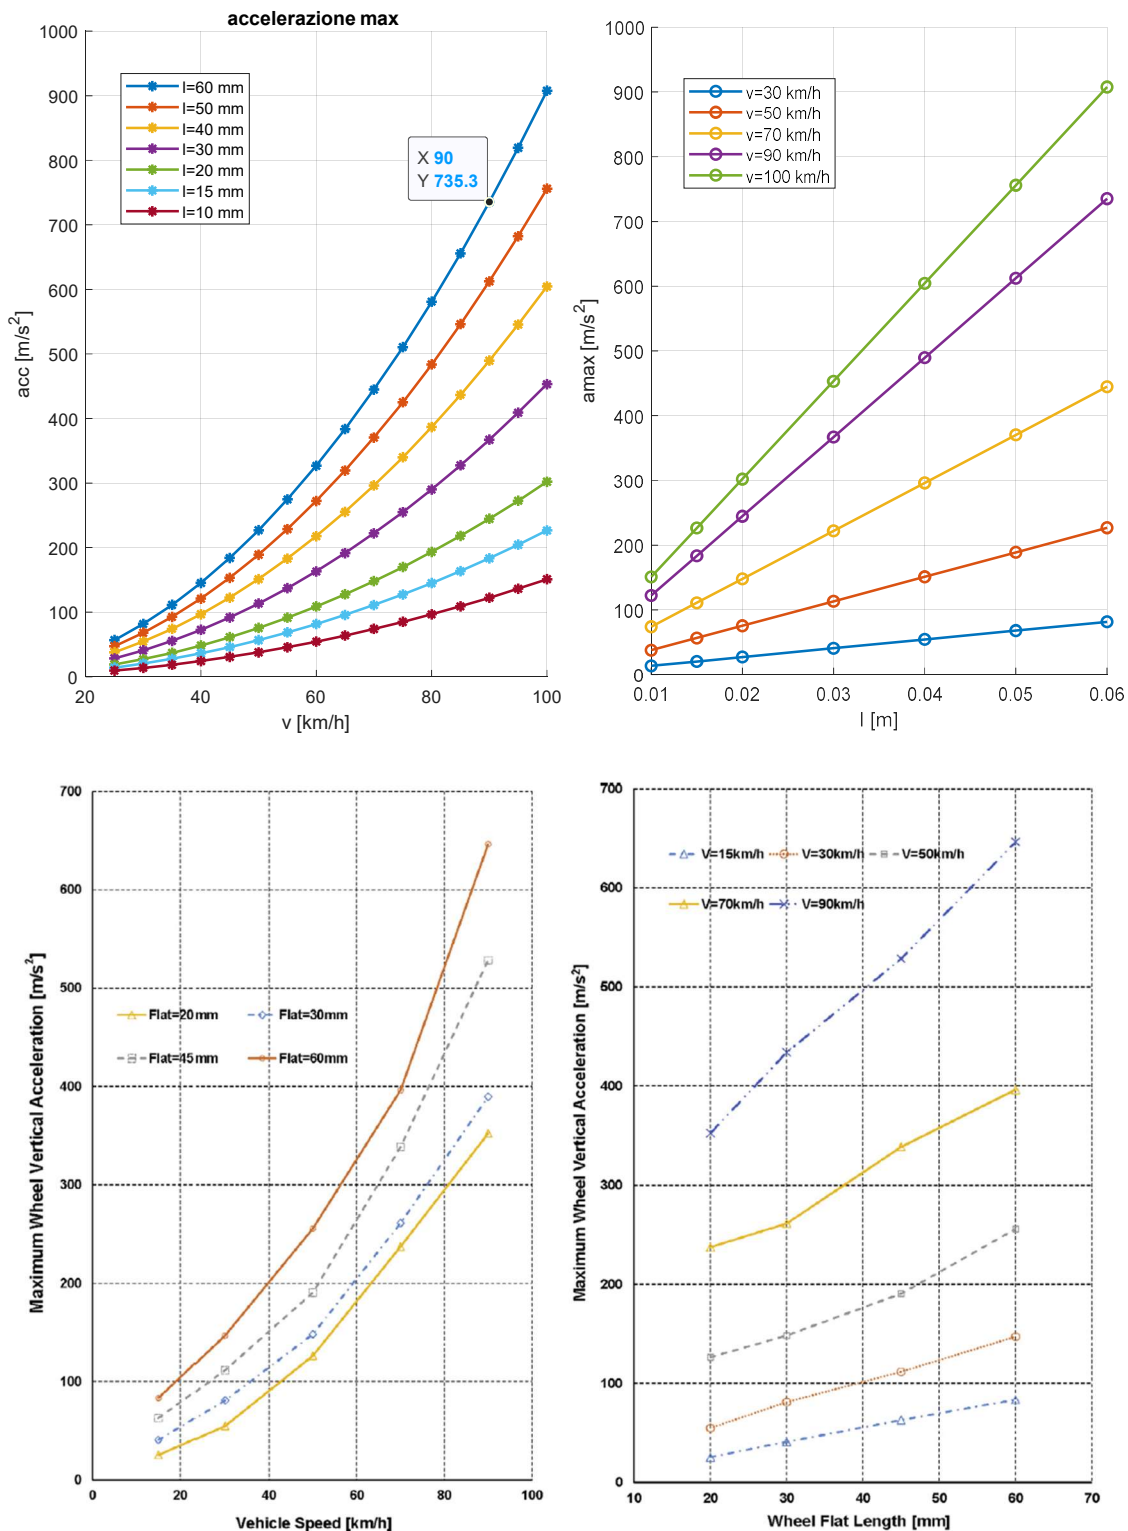 accelerazione max
1000
900
800
700
600
500
400
300
200
100
0
20
40
60
80
100
acc [m/s²]
v [km/h]
l=60 mm
l=50 mm
l=40 mm
l=30 mm
l=20 mm
l=15 mm
l=10 mm
X 90
Y 735.3
1000
900
800
700
600
500
400
300
200
100
0
0.01
0.02
0.03
0.04
0.05
0.06
amax [m/s²]
l [m]
v=30 km/h
v=50 km/h
v=70 km/h
v=90 km/h
v=100 km/h
700
600
500
400
300
200
100
0
0
20
40
60
80
100
Maximum Wheel Vertical Acceleration [m/s²]
Vehicle Speed [km/h]
Flat=20mm
Flat=30mm
Flat=45mm
Flat=60mm
700
600
500
400
300
200
100
0
10
20
30
40
50
60
70
Maximum Wheel Vertical Acceleration [m/s²]
Wheel Flat Length [mm]
V=15km/h
V=30km/h
V=50km/h
V=70km/h
V=90km/h